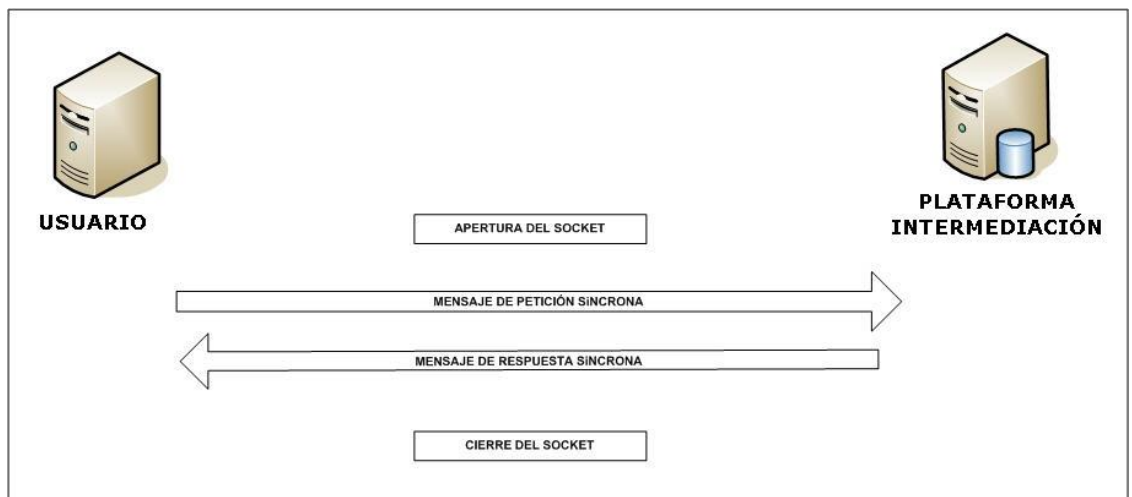 USUARIO
PLATAFORMA
INTERMEDIACIÓN
APERTURA DEL SOCKET
MENSAJE DE PETICIÓN SíNCRONA
MENSAJE DE RESPUESTA SíNCRONA
CIERRE DEL SOCKET